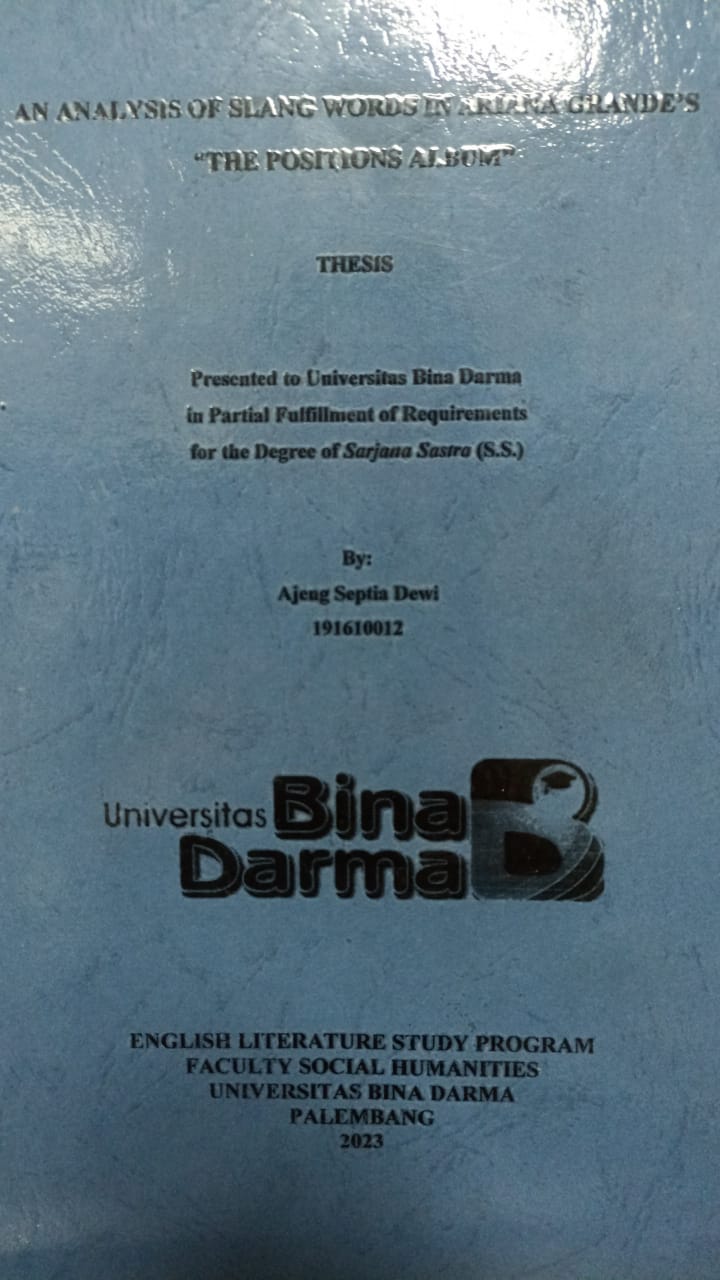 AN ANALYSIS OF SLANG WORDS IN ARIANA GRANDE'S
"THE POSITIONS ALBUM"
THESIS
Presented to Universitas Bina Darma
in Partial Fulfillment of Requirements
for the Degree of Sarjana Sastra (S.S.)
By:
Ajeng Septia Dewi
191610012
Universitas Bina
Darma
ENGLISH LITERATURE STUDY PROGRAM
FACULTY SOCIAL HUMANITIES
UNIVERSITAS BINA DARMA
PALEMBANG
2023